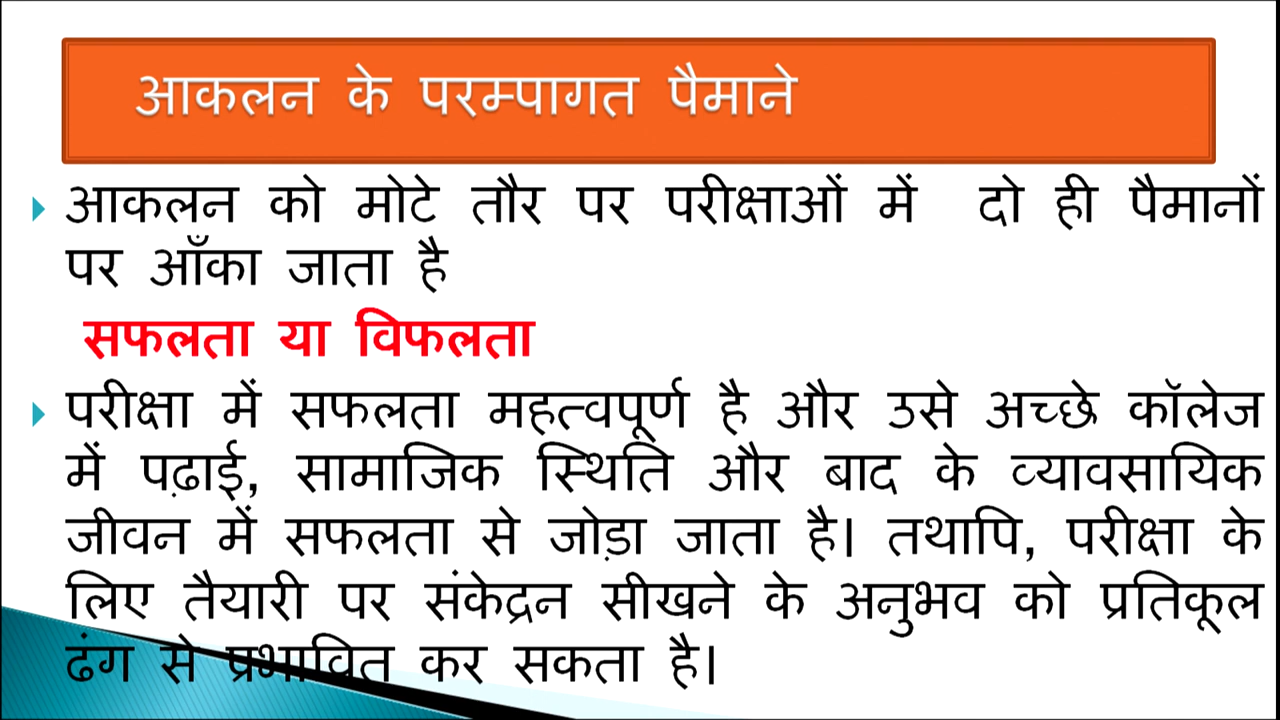 आकलन के परम्पागत पैमाने
आकलन को मोटे तौर पर परीक्षाओं में दो ही पैमानों
पर आँका जाता है
सफलता या विफलता
परीक्षा में सफलता महत्वपूर्ण है और उसे अच्छे कॉलेज
में पढ़ाई, सामाजिक स्थिति और बाद के व्यावसायिक
जीवन में सफलता से जोड़ा जाता है। तथापि, परीक्षा के
लिए तैयारी पर संकेद्रन सीखने के अनुभव को प्रतिकूल
ढंग से प्रभावित कर सकता है।